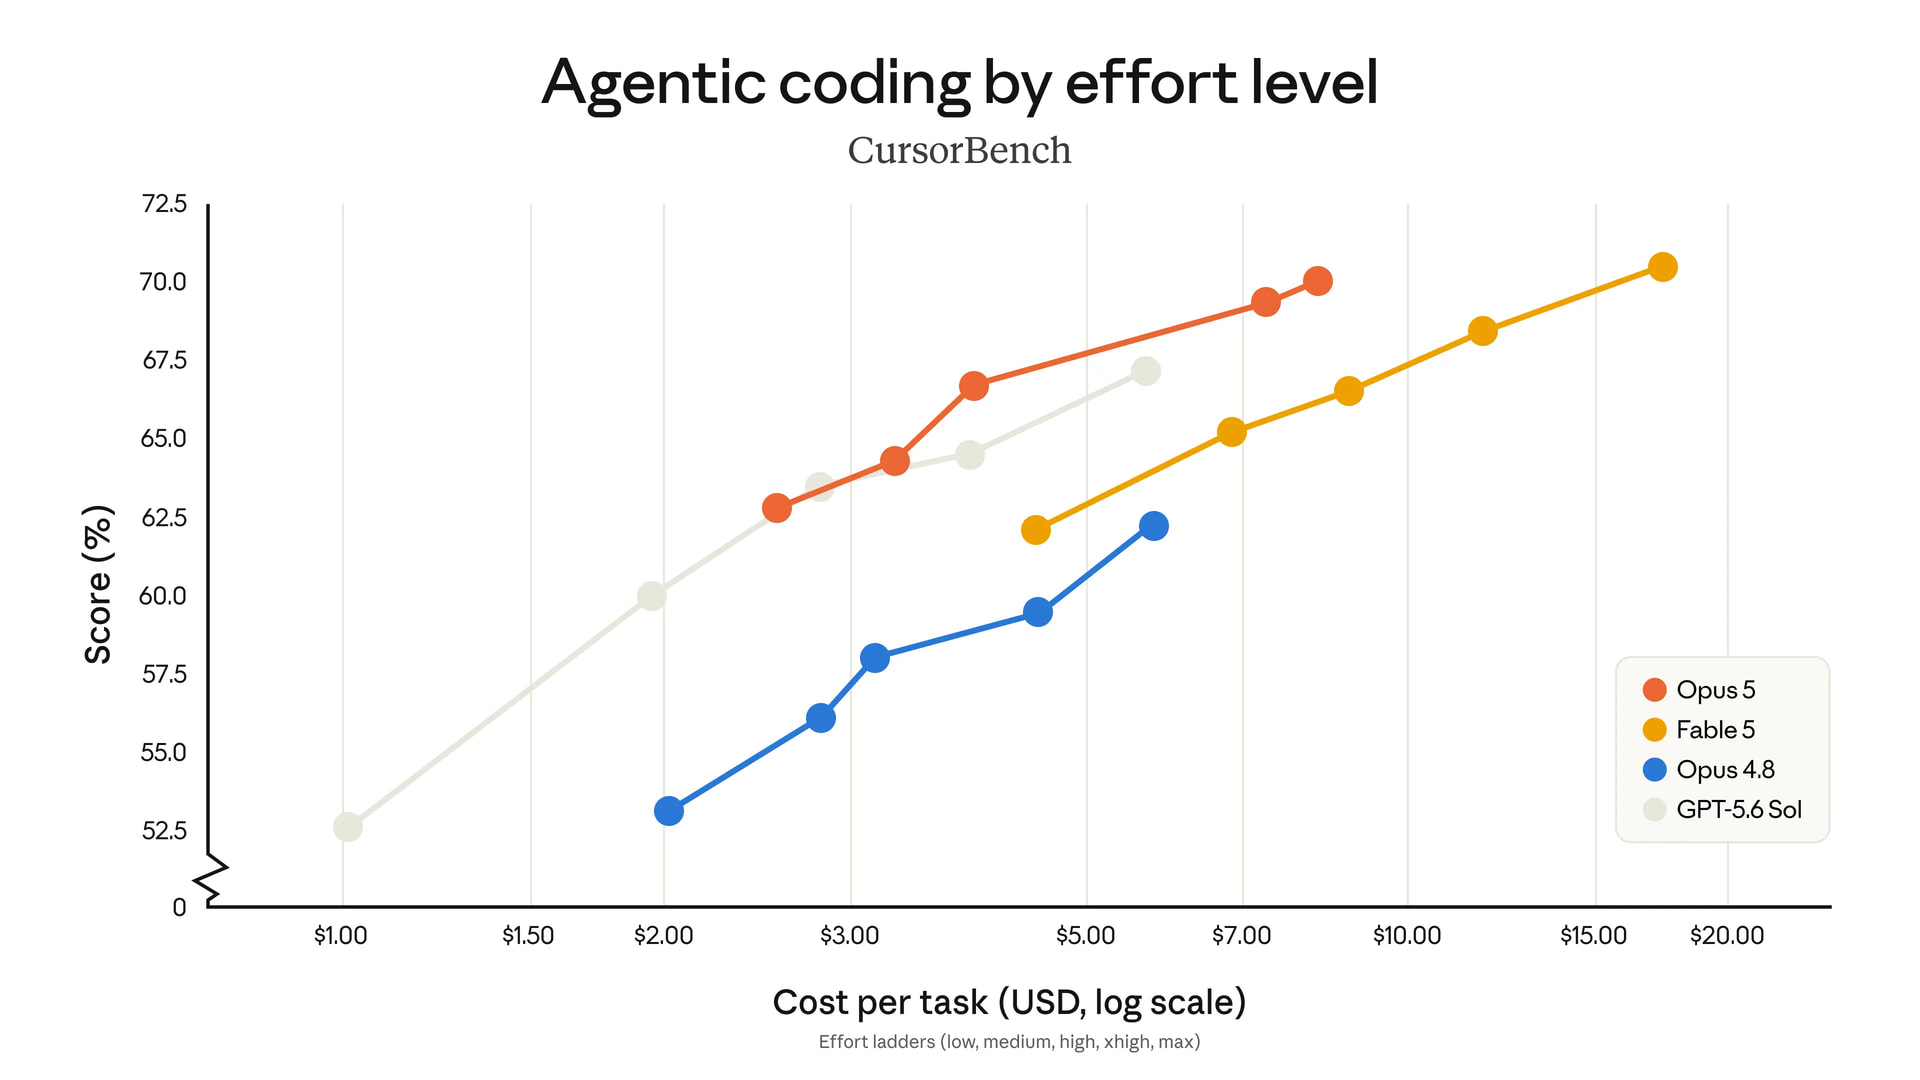 Agentic coding by effort level
CursorBench
72.5
70.0
67.5
65.0
62.5
60.0
57.5
55.0
52.5
0
Score (%)
$1.00 $1.50 $2.00 $3.00 $5.00 $7.00 $10.00 $15.00 $20.00
Cost per task (USD, log scale)
Effort ladders (low, medium, high, xhigh, max)
Opus 5
Fable 5
Opus 4.8
GPT-5.6 Sol